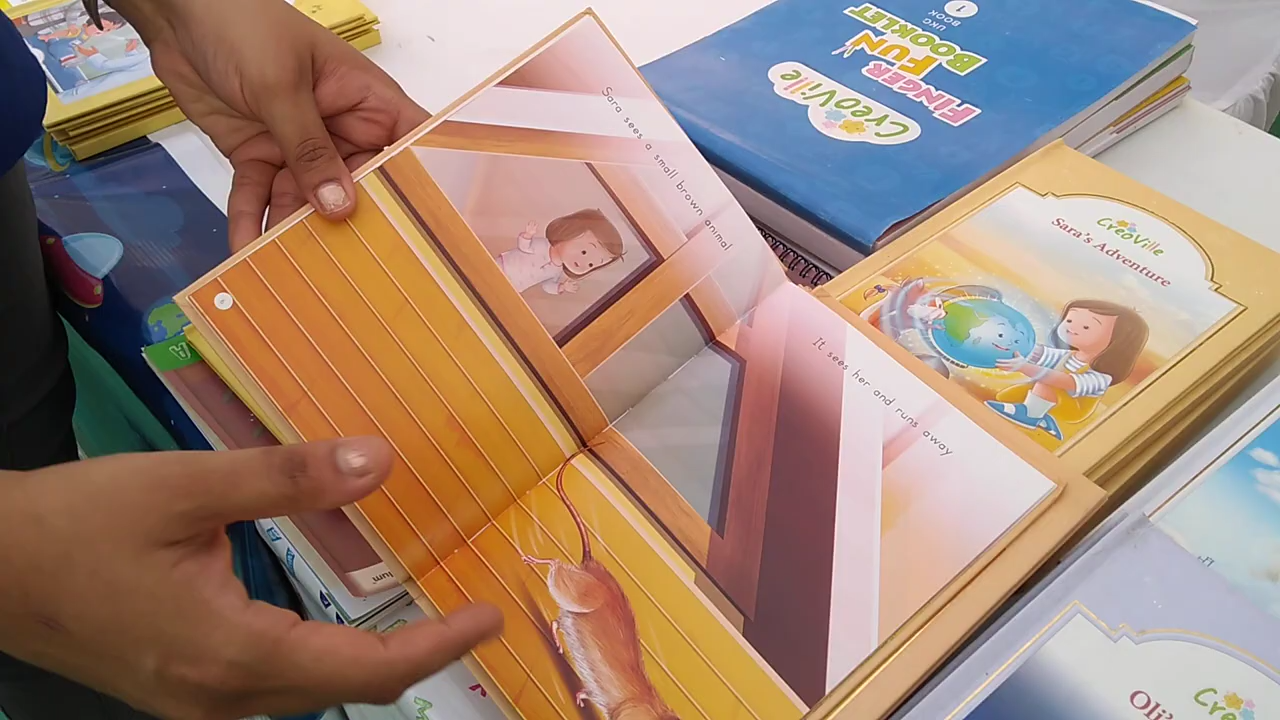 Sara sees a small brown animal
It sees her and runs away
CreoVille
FINGER
FUN
BOOKLET
UKG
BOOK
1
CreoVille
Sara's Adventure